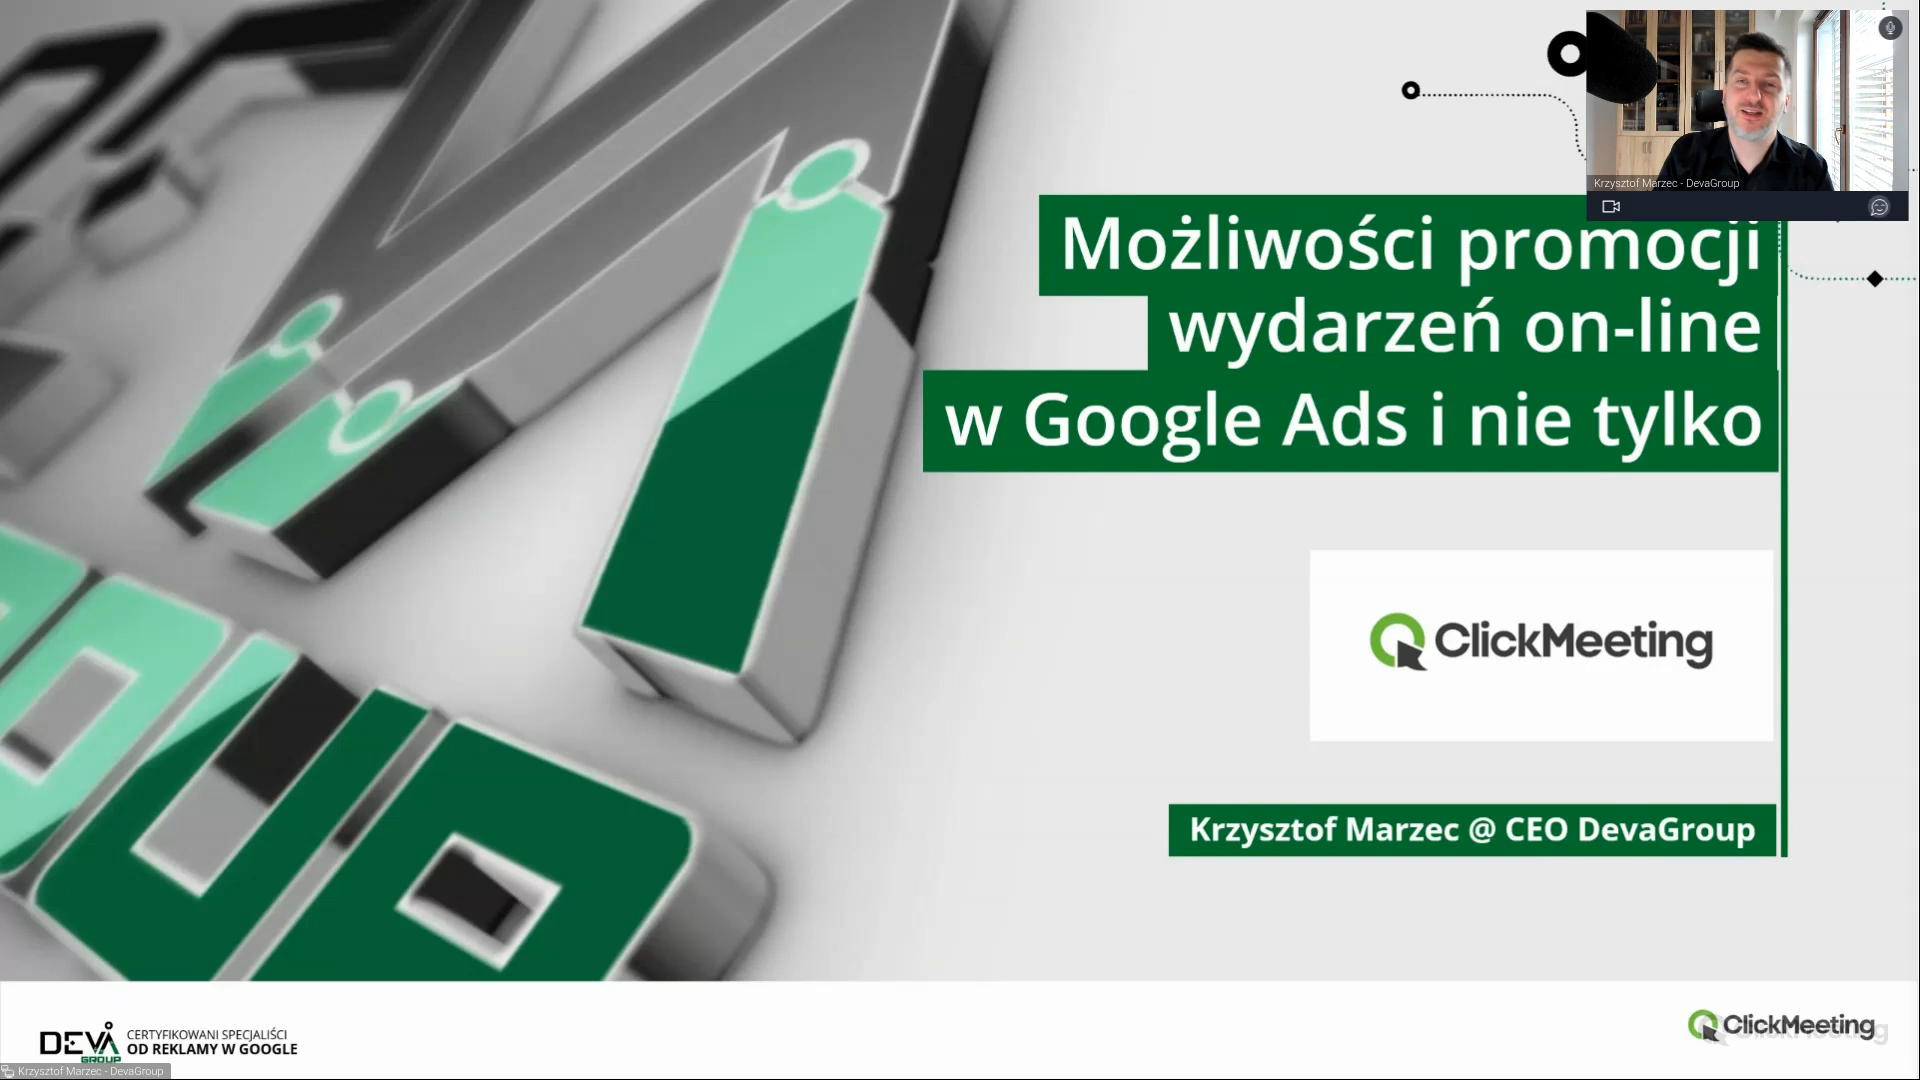 Krzysztof Marzec - DevaGroup
Możliwości promocji
wydarzeń on-line
w Google Ads i nie tylko
ClickMeeting
Krzysztof Marzec @ CEO DevaGroup
DEVA
GROUP
CERTYFIKOWANI SPECJALIŚCI
OD REKLAMY W GOOGLE
ClickMeeting
Krzysztof Marzec - DevaGroup